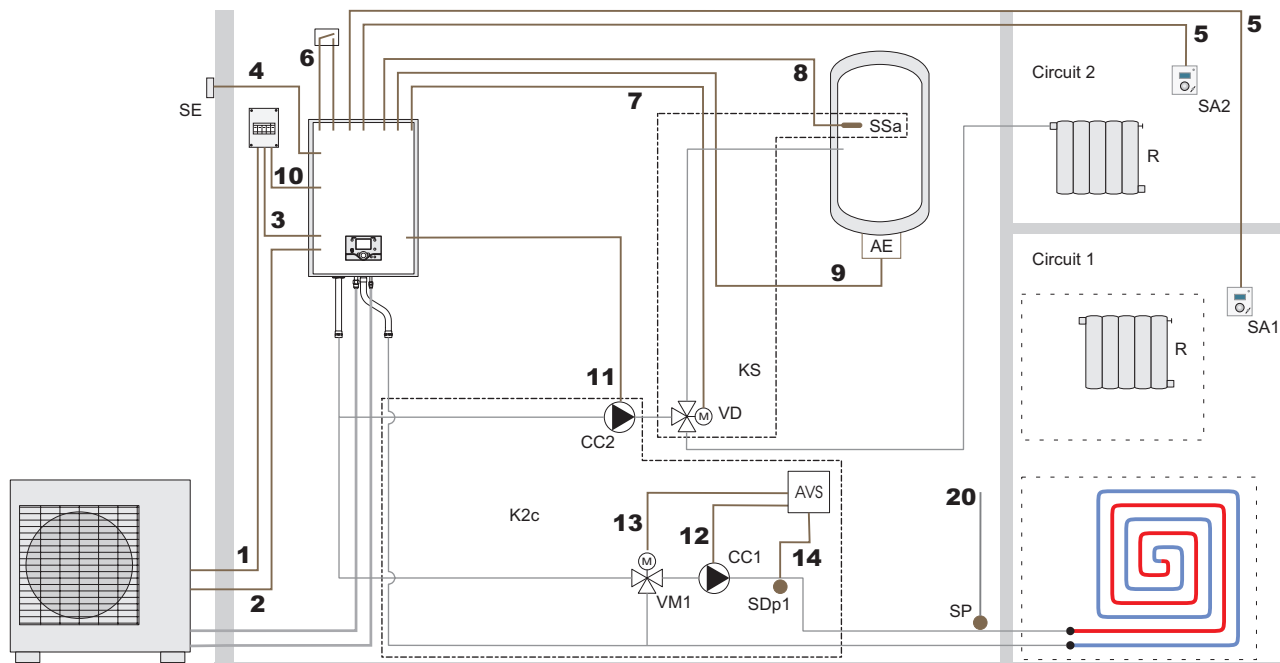 5
5
6
4
8
Circuit 2
SE
7
SA2
SSa
R
10
3
AE
9
Circuit 1
SA1
R
11
KS
M
VD
CC2
AVS
20
K2c
13
12
1
M
CC1
14
2
VM1
SDp1
SP